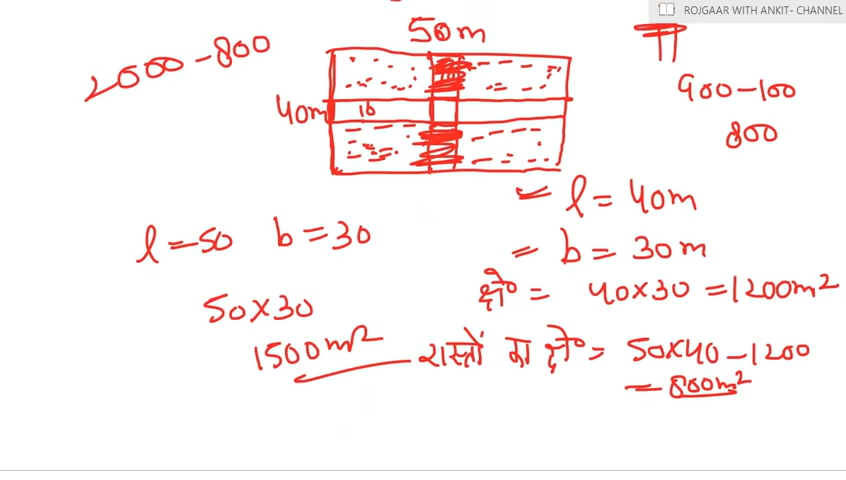 ROJGAAR WITH ANKIT- CHANNEL
50m
2000-800
40m
10
900-100
800
l = 40m
l = 50 b = 30
= b = 30m
क्षे० = 40x30 = 1200m²
50x30
1500m²
रास्तों का क्षे० = 50x40-1200
= 800m²